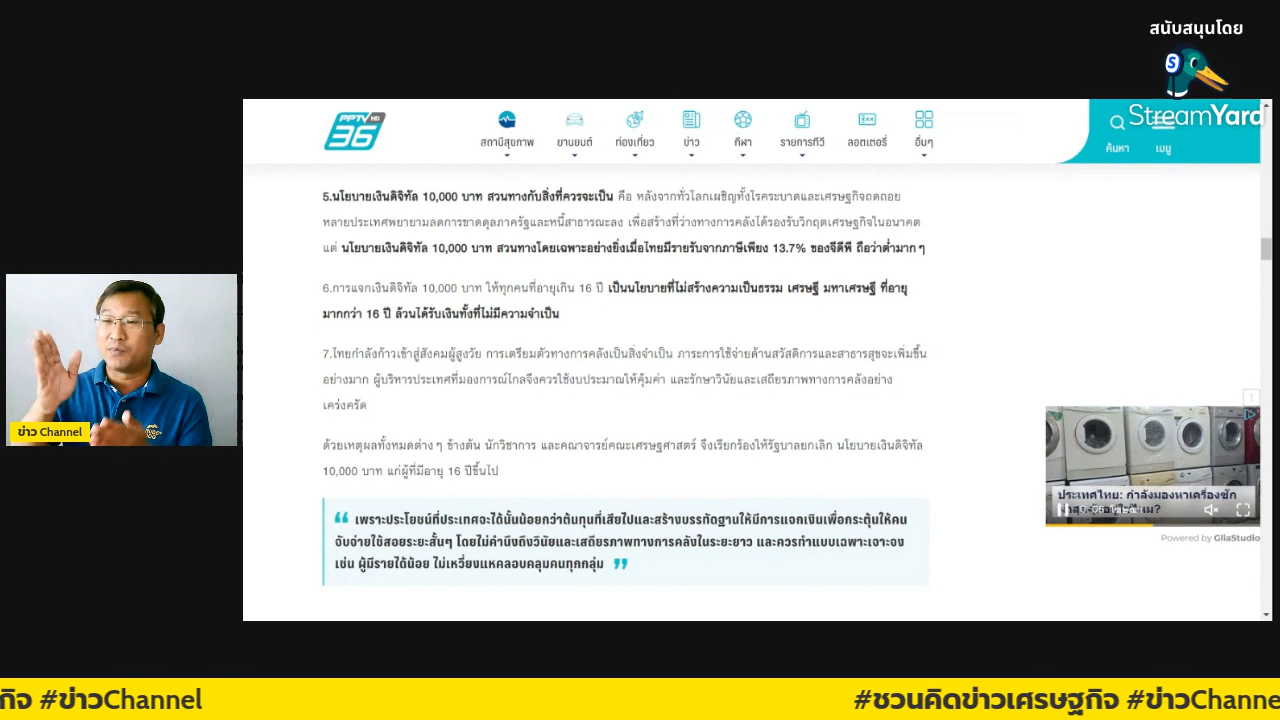 สนับสนุนโดย
StreamYard
PPTV HD
36
สถานีสุขภาพ
ยานยนต์
ท่องเที่ยว
ข่าว
กีฬา
รายการทีวี
ลอตเตอรี่
อื่นๆ
ค้นหา
เมนู
5.นโยบายเงินดิจิทัล 10,000 บาท สวนทางกับสิ่งที่ควรจะเป็น คือ หลังจากทั่วโลกเผชิญทั้งโรคระบาดและเศรษฐกิจถดถอย
หลายประเทศพยายามลดการขาดดุลภาครัฐและหนี้สาธารณะลง เพื่อสร้างที่ว่างทางการคลังได้รองรับวิกฤตเศรษฐกิจในอนาคต
แต่ นโยบายเงินดิจิทัล 10,000 บาท สวนทางโดยเฉพาะอย่างยิ่งเมื่อไทยมีรายรับจากภาษีเพียง 13.7% ของจีดีพี ถือว่าต่ำมาก ๆ
6.การแจกเงินดิจิทัล 10,000 บาท ให้ทุกคนที่อายุเกิน 16 ปี เป็นนโยบายที่ไม่สร้างความเป็นธรรม เศรษฐี มหาเศรษฐี ที่อายุ
มากกว่า 16 ปี ล้วนได้รับเงินทั้งที่ไม่มีความจำเป็น
7.ไทยกำลังก้าวเข้าสู่สังคมผู้สูงวัย การเตรียมตัวทางการคลังเป็นสิ่งจำเป็น ภาระการใช้จ่ายด้านสวัสดิการและสาธารสุขจะเพิ่มขึ้น
อย่างมาก ผู้บริหารประเทศที่มองการณ์ไกลจึงควรใช้งบประมาณให้คุ้มค่า และรักษาวินัยและเสถียรภาพทางการคลังอย่าง
เคร่งครัด
ด้วยเหตุผลทั้งหมดต่าง ๆ ข้างต้น นักวิชาการ และคณาจารย์คณะเศรษฐศาสตร์ จึงเรียกร้องให้รัฐบาลยกเลิก นโยบายเงินดิจิทัล
10,000 บาท แก่ผู้ที่มีอายุ 16 ปีขึ้นไป
“ เพราะประโยชน์ที่ประเทศจะได้นั้นน้อยกว่าต้นทุนที่เสียไปและสร้างบรรทัดฐานให้มีการแจกเงินเพื่อกระตุ้นให้คน
จับจ่ายใช้สอยระยะสั้นๆ โดยไม่คำนึงถึงวินัยและเสถียรภาพทางการคลังในระยะยาว และควรทำแบบเฉพาะเจาะจง
เช่น ผู้มีรายได้น้อย ไม่เหวี่ยงแหคลอบคลุมคนทุกกลุ่ม ”
1
ประเทศไทย: กำลังมองหาเครื่องซัก
Powered by GliaStudio
ข่าว Channel
กิจ #ข่าวChannel
#ชวนคิดข่าวเศรษฐกิจ #ข่าวChanne